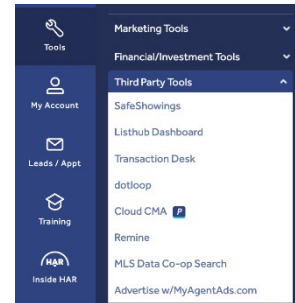 Tools
My Account
Leads / Appt
Training
HAR
Inside HAR
Marketing Tools
Financial/Investment Tools
Third Party Tools
SafeShowings
Listhub Dashboard
Transaction Desk
dotloop
Cloud CMA P
Remine
MLS Data Co-op Search
Advertise w/MyAgentAds.com